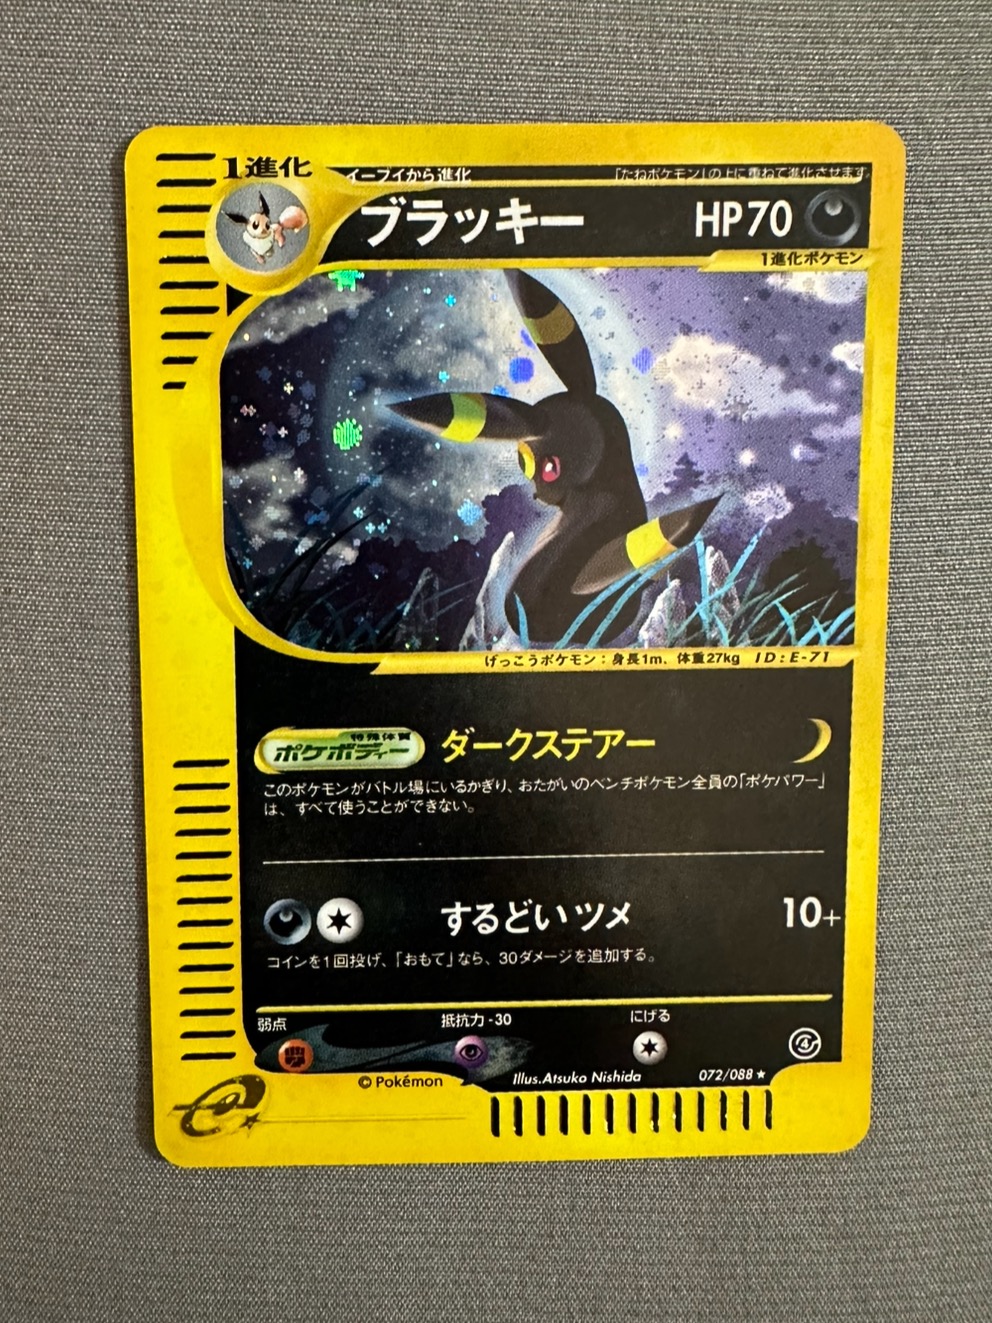 1進化
イーブイから進化 「たねポケモン」の上に重ねて進化させます
ブラッキー HP70
1進化ポケモン
げっこうポケモン：身長1m、体重27kg ID：E-71
特殊体質
ポケボディー ダークステアー
このポケモンがバトル場にいるかぎり、おたがいのベンチポケモン全員の「ポケパワー」
は、すべて使うことができない。
するどいツメ 10+
コインを1回投げ、「おもて」なら、30ダメージを追加する。
弱点 抵抗力 -30 にげる
4
© Pokémon Illus.Atsuko Nishida 072/088 ★
e